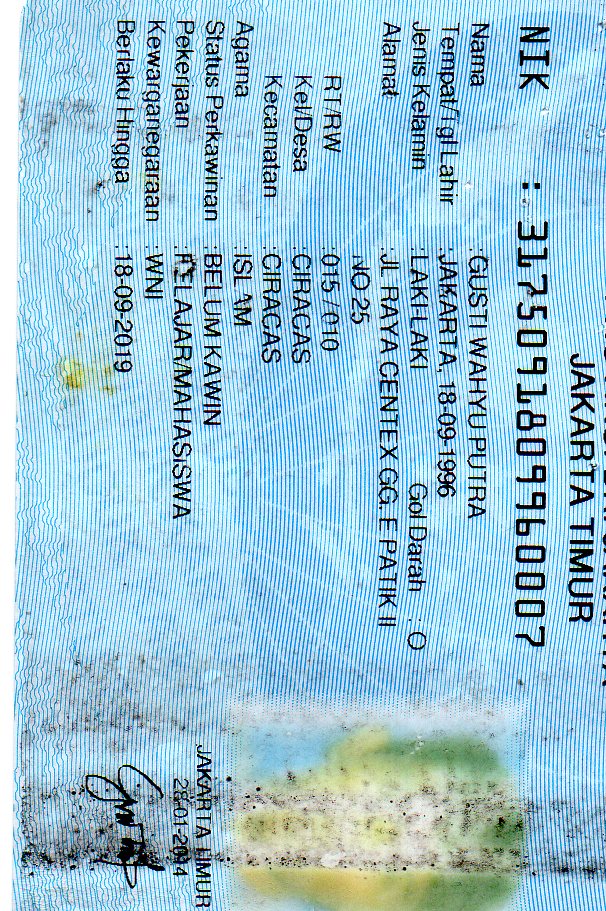 JAKARTA TIMUR
NIK : 3175091809960007
Nama : GUSTI WAHYU PUTRA
Tempat/Tgl Lahir : JAKARTA, 18-09-1996
Jenis Kelamin : LAKI-LAKI Gol Darah : O
Alamat : JL RAYA CENTEX GG. E PATIK II
NO 25
RT/RW : 015 / 010
Kel/Desa : CIRACAS
Kecamatan : CIRACAS
Agama : ISLAM
Status Perkawinan : BELUM KAWIN
Pekerjaan : PELAJAR/MAHASISWA
Kewarganegaraan : WNI
Berlaku Hingga : 18-09-2019
JAKARTA TIMUR
28-01-2014